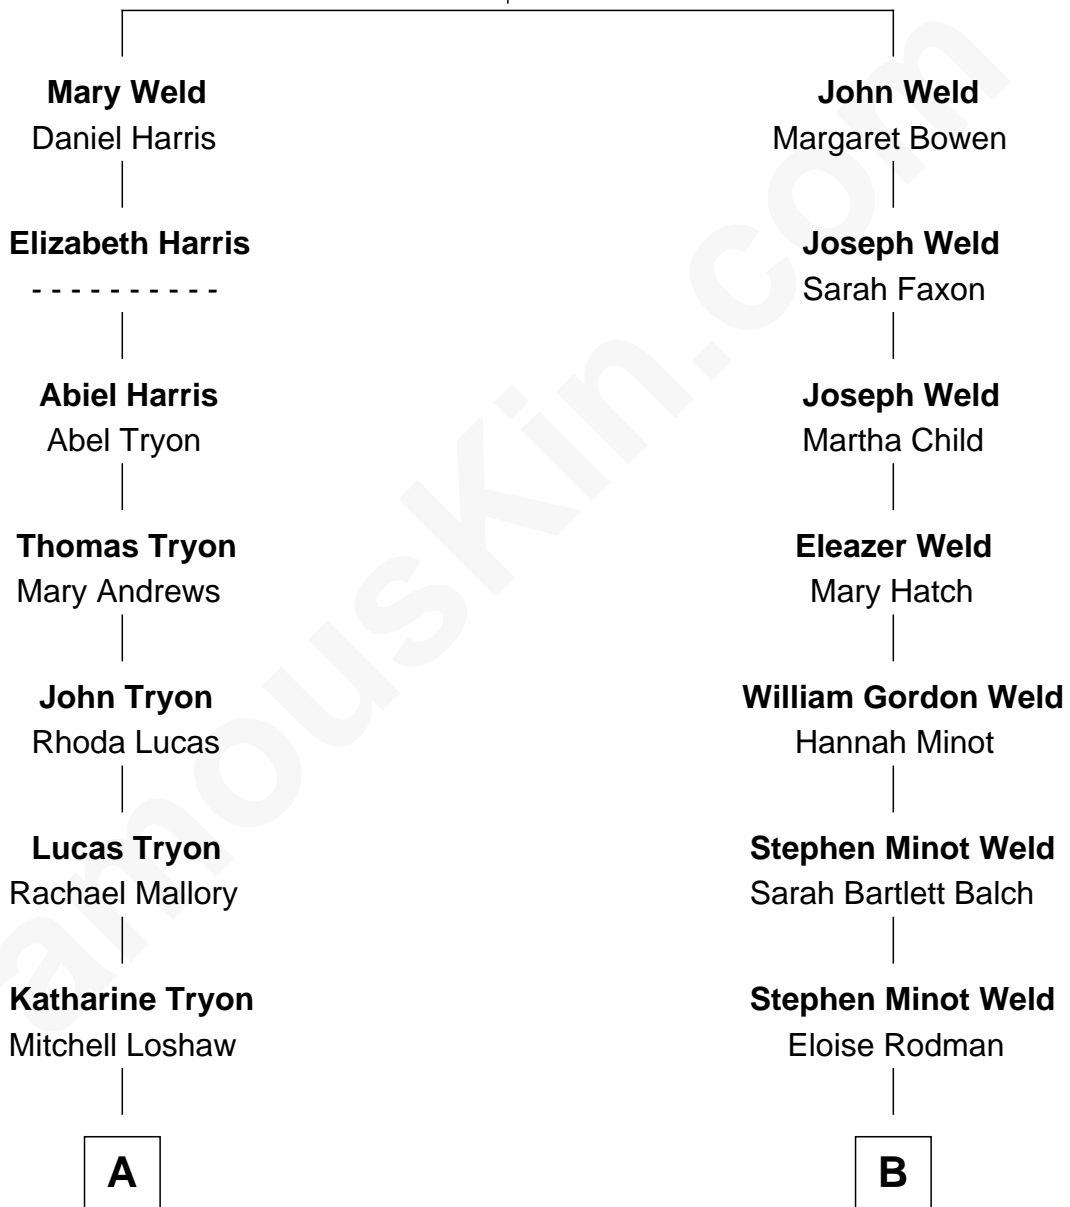 Mary Weld
Daniel Harris
Elizabeth Harris
- - - - - - - - - -
Abiel Harris
Abel Tryon
Thomas Tryon
Mary Andrews
John Tryon
Rhoda Lucas
Lucas Tryon
Rachael Mallory
Katharine Tryon
Mitchell Loshaw
A
John Weld
Margaret Bowen
Joseph Weld
Sarah Faxon
Joseph Weld
Martha Child
Eleazer Weld
Mary Hatch
William Gordon Weld
Hannah Minot
Stephen Minot Weld
Sarah Bartlett Balch
Stephen Minot Weld
Eloise Rodman
B
amousKin.com